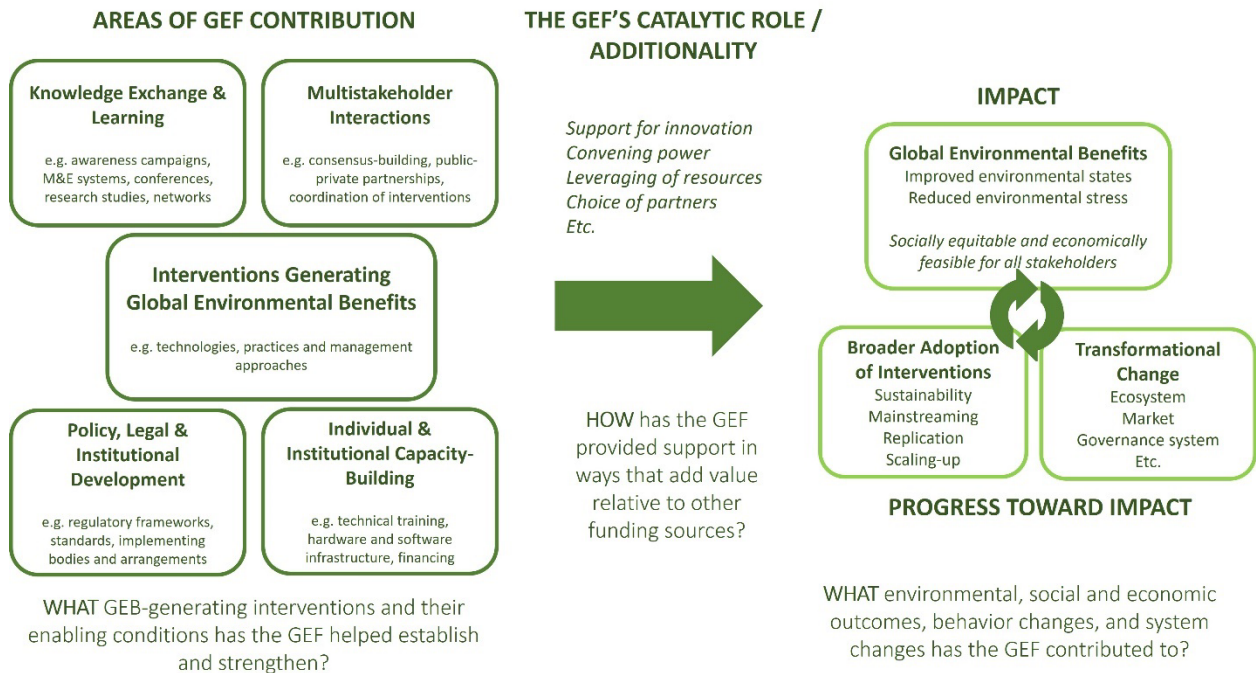 AREAS OF GEF CONTRIBUTION
Knowledge Exchange &
Learning
e.g. awareness campaigns,
M&E systems, conferences,
research studies, networks
Multistakeholder
Interactions
e.g. consensus-building, public-
private partnerships,
coordination of interventions
Interventions Generating
Global Environmental Benefits
e.g. technologies, practices and management
approaches
Policy, Legal &
Institutional
Development
e.g. regulatory frameworks,
standards, implementing
bodies and arrangements
Individual &
Institutional Capacity-
Building
e.g. technical training,
hardware and software
infrastructure, financing
WHAT GEB-generating interventions and their
enabling conditions has the GEF helped establish
and strengthen?
THE GEF’S CATALYTIC ROLE /
ADDITIONALITY
Support for innovation
Convening power
Leveraging of resources
Choice of partners
Etc.
HOW has the GEF
provided support in
ways that add value
relative to other
funding sources?
IMPACT
Global Environmental Benefits
Improved environmental states
Reduced environmental stress
Socially equitable and economically
feasible for all stakeholders
Broader Adoption
of Interventions
Sustainability
Mainstreaming
Replication
Scaling-up
Transformational
Change
Ecosystem
Market
Governance system
Etc.
PROGRESS TOWARD IMPACT
WHAT environmental, social and economic
outcomes, behavior changes, and system
changes has the GEF contributed to?